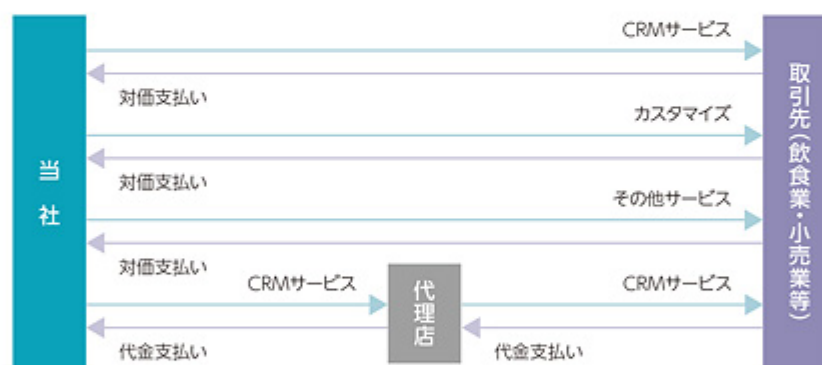 CRMサービス
対価支払い
カスタマイズ
対価支払い
その他サービス
対価支払い
CRMサービス
CRMサービス
代金支払い
代金支払い
当社
代理店
取引先(飲食業・小売業等)